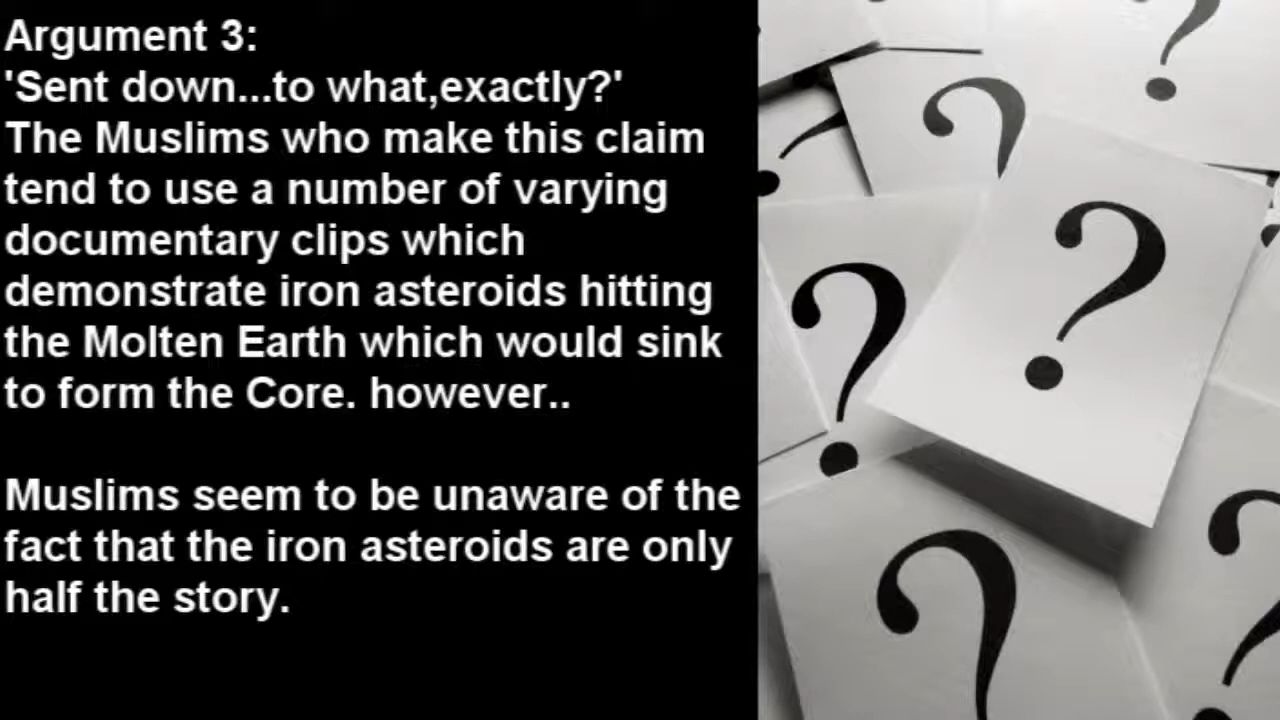 Argument 3:
'Sent down...to what,exactly?'
The Muslims who make this claim
tend to use a number of varying
documentary clips which
demonstrate iron asteroids hitting
the Molten Earth which would sink
to form the Core. however..
Muslims seem to be unaware of the
fact that the iron asteroids are only
half the story.
?
?
?
?
?
?
?